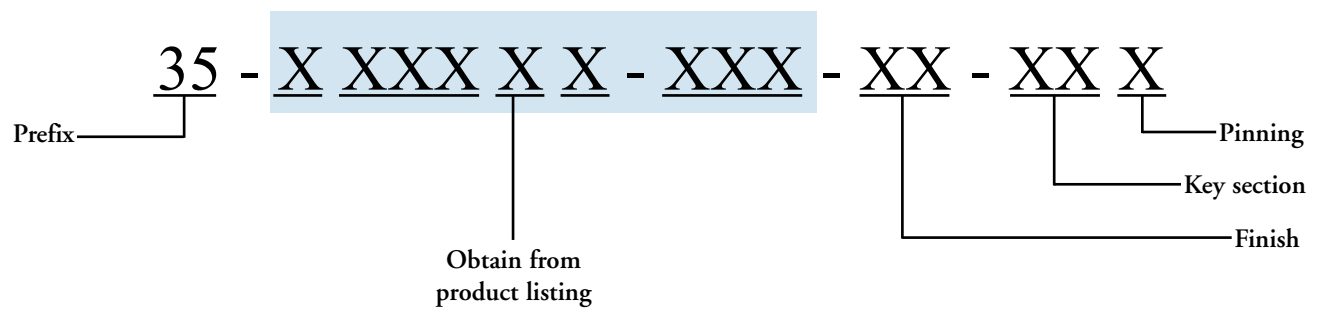 35 - X XXX X X - XXX - XX - XX X
Prefix
Pinning
Key section
Finish
Obtain from
product listing